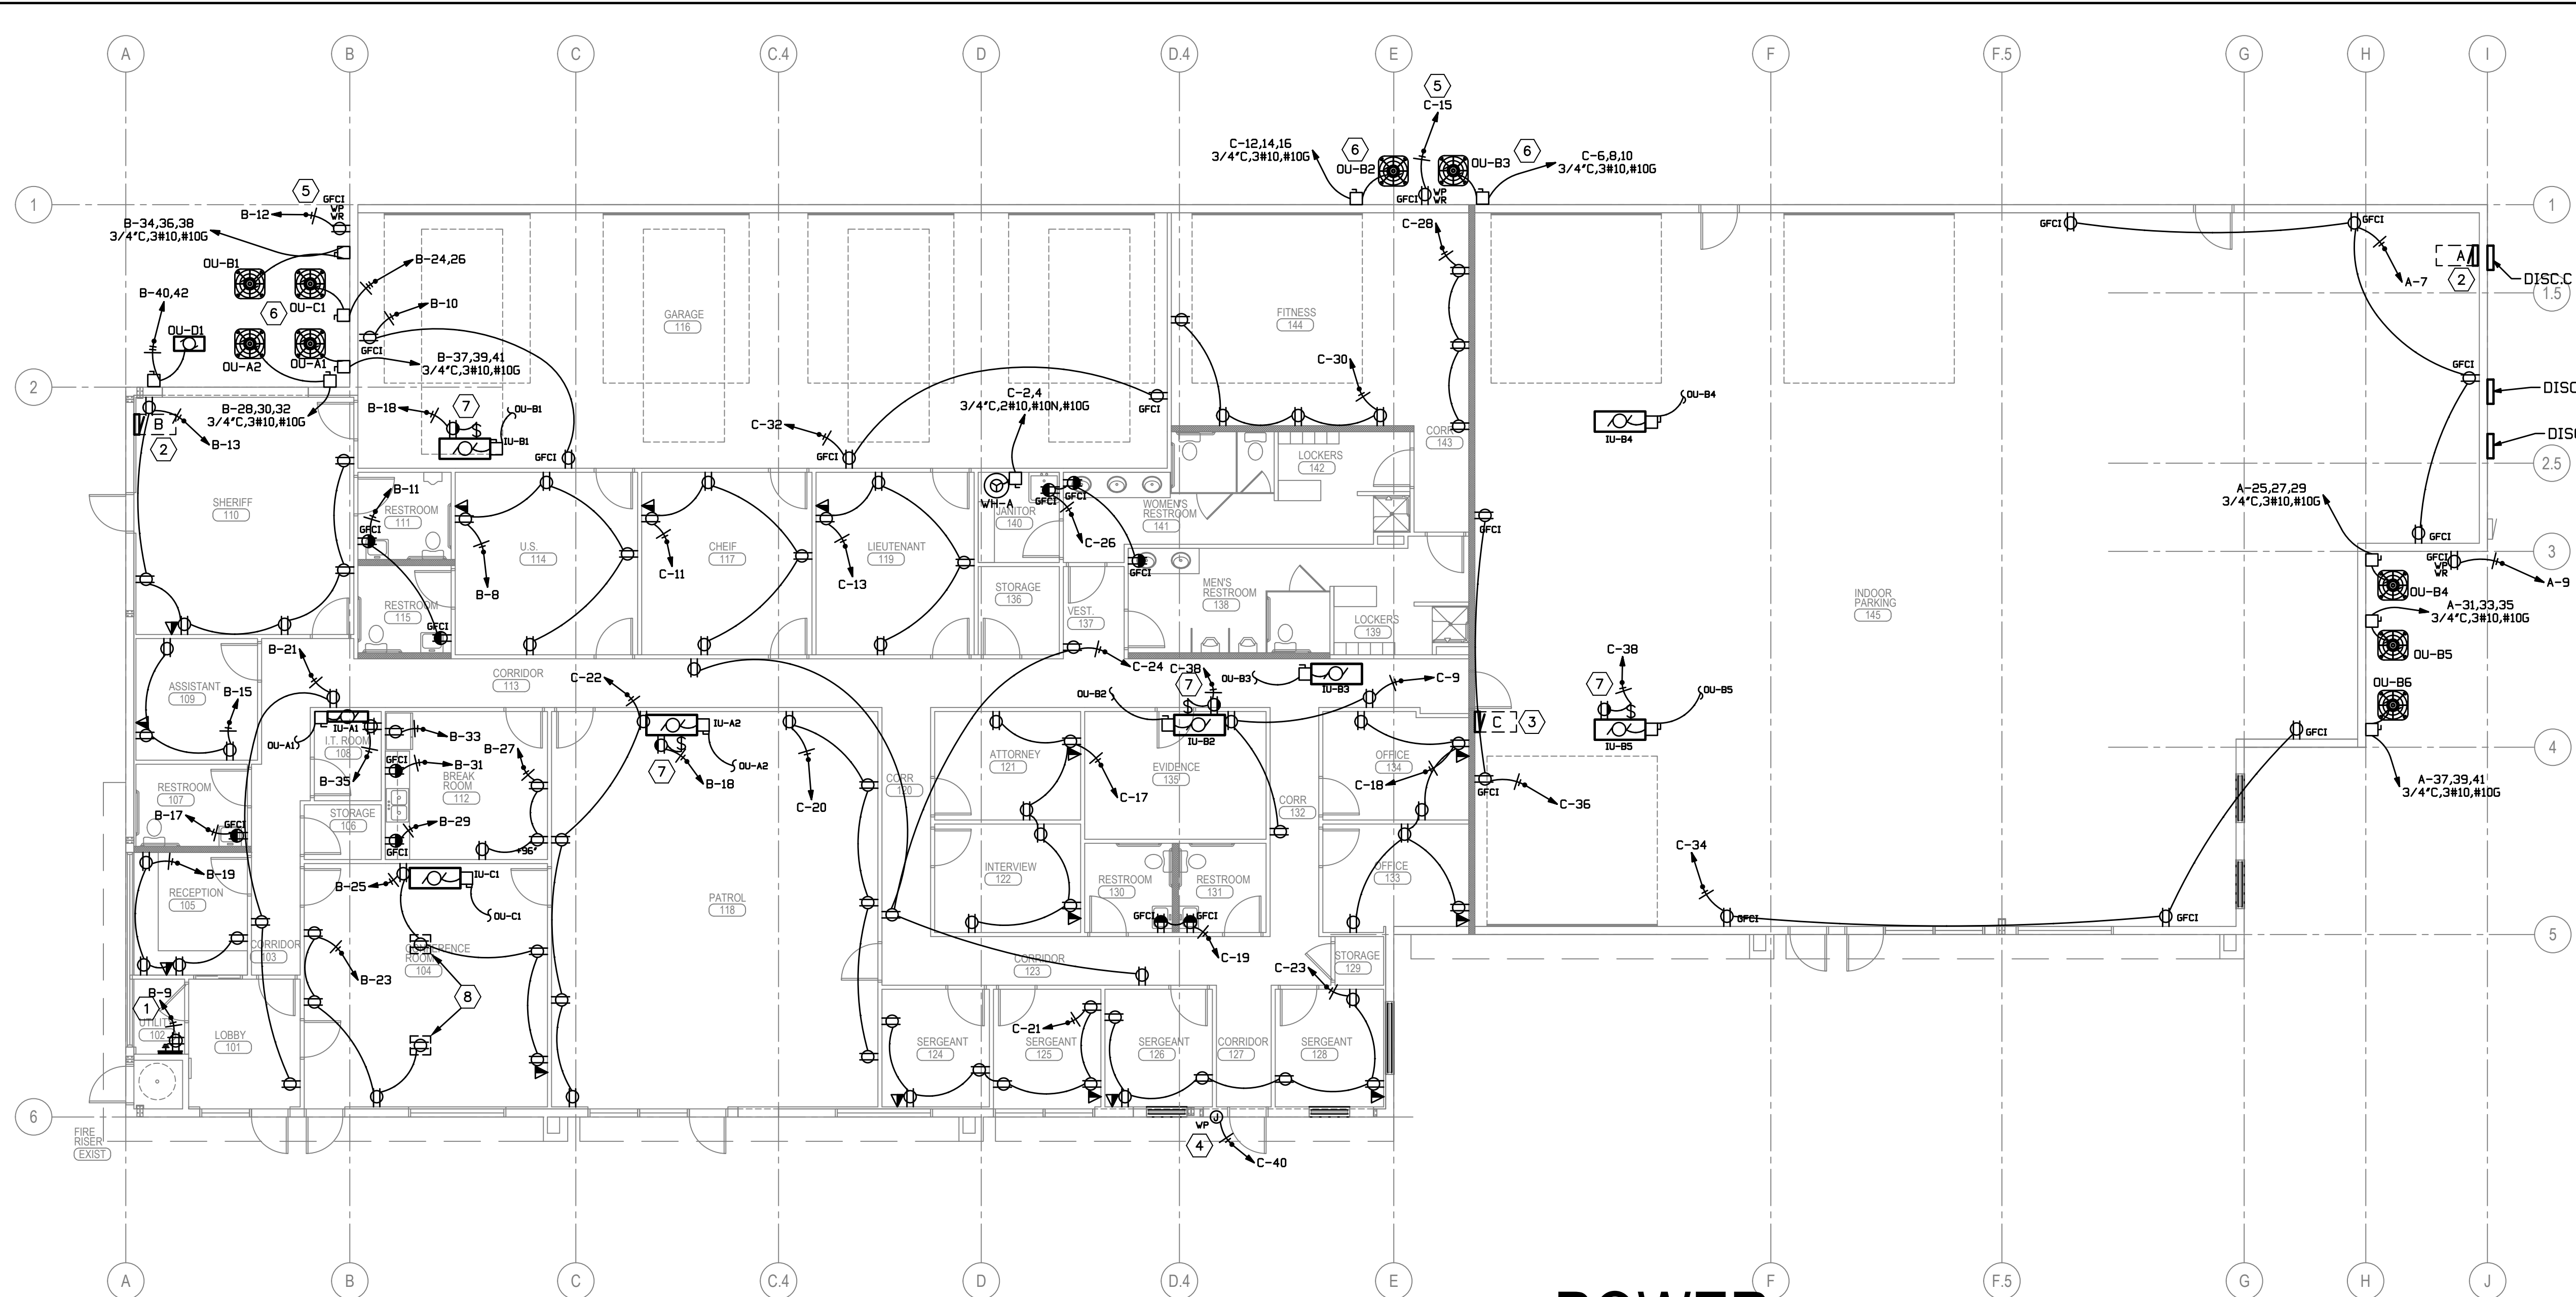 A
B
C
C.4
D
D.4
E
F
F.5
G
H
I
5
C-15
C-12,14,16
3/4"C,3#10,#10G
6
OU-B2
OU-B3
6
C-6,8,10
3/4"C,3#10,#10G
GFCI
WP
WR
1
5
B-12
GFCI
WP
WR
1
B-34,36,38
3/4"C,3#10,#10G
OU-B1
OU-C1
6
B-24,26
B-10
GFCI
B-40,42
OU-D1
OU-A2
OU-A1
B-37,39,41
3/4"C,3#10,#10G
B-28,30,32
3/4"C,3#10,#10G
GARAGE
116
FITNESS
144
C-28
C-30
GFCI
GFCI
A-7
A
2
DISC.C
1.5
2
B
2
B-13
B-18
7
OU-B1
IU-B1
GFCI
C-32
GFCI
GFCI
C-2,4
3/4"C,2#10,#10N,#10G
CORR
143
OU-B4
IU-B4
GFCI
DISC
DISC
2.5
SHERIFF
110
B-11
GFCI
RESTROOM
111
U.S.
114
B-8
CHEIF
117
C-11
LIEUTENANT
119
C-13
WH-A
JANITOR
140
GFCI
GFCI
C-26
WOMEN'S
RESTROOM
141
LOCKERS
142
GFCI
GFCI
A-25,27,29
3/4"C,3#10,#10G
GFCI
3
GFCI
WP
WR
A-9
OU-B4
A-31,33,35
3/4"C,3#10,#10G
OU-B5
OU-B6
RESTROOM
115
GFCI
STORAGE
136
VEST.
137
MEN'S
RESTROOM
138
LOCKERS
139
INDOOR
PARKING
145
C-24
B-21
ASSISTANT
109
B-15
CORRIDOR
113
C-22
C-38
7
OU-B2
OU-B3
IU-B3
IU-B2
C-9
C-38
7
OU-B5
IU-B5
C
3
GFCI
4
A-37,39,41
3/4"C,3#10,#10G
IU-A1
OU-A1
I.T. ROOM
108
B-35
B-33
GFCI
B-31
BREAK
ROOM
112
B-27
B-29
GFCI
+96"
IU-A2
OU-A2
7
B-18
C-20
CORR
120
ATTORNEY
121
C-17
EVIDENCE
135
CORR
132
OFFICE
134
C-18
GFCI
C-36
C-34
RESTROOM
107
B-17
GFCI
STORAGE
106
B-19
RECEPTION
105
B-25
IU-C1
OU-C1
PATROL
118
INTERVIEW
122
RESTROOM
130
RESTROOM
131
GFCI
GFCI
C-19
OFFICE
133
GFCI
GFCI
5
CORRIDOR
103
B-23
CONFERENCE
ROOM
104
8
CORRIDOR
123
C-23
STORAGE
129
1
B-9
UTILITY
102
LOBBY
101
C-21
SERGEANT
124
SERGEANT
125
SERGEANT
126
CORRIDOR
127
SERGEANT
128
6
FIRE
RISER
EXIST
WP
J
4
C-40
A
B
C
C.4
D
D.4
E
F
F.5
G
H
J
POWER